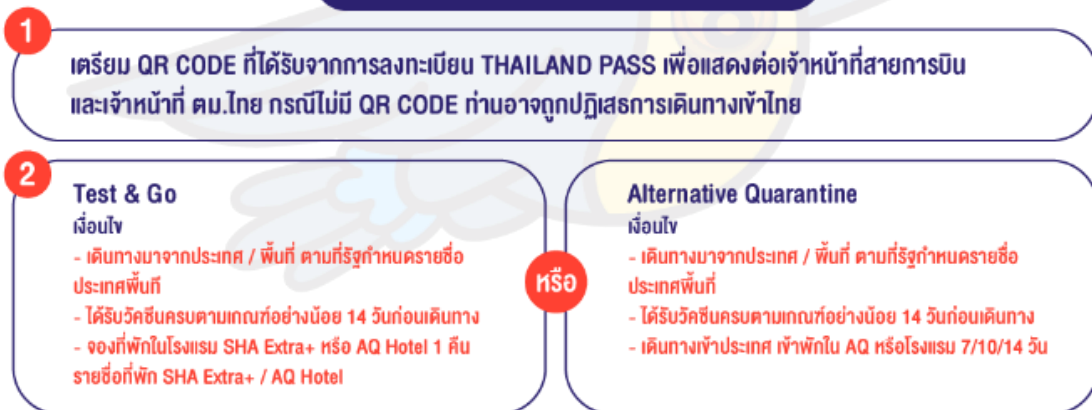 1
เตรียม QR CODE ที่ได้รับจากการลงทะเบียน THAILAND PASS เพื่อแสดงต่อเจ้าหน้าที่สายการบิน
และเจ้าหน้าที่ ตม.ไทย กรณีไม่มี QR CODE ท่านอาจถูกปฏิเสธการเดินทางเข้าไทย
2
Test & Go
เงื่อนไข
- เดินทางมาจากประเทศ / พื้นที่ ตามที่รัฐกำหนดรายชื่อ
ประเทศพื้นที
- ได้รับวัคซีนครบตามเกณฑ์อย่างน้อย 14 วันก่อนเดินทาง
- จองที่พักในโรงแรม SHA Extra+ หรือ AQ Hotel 1 คืน
รายชื่อที่พัก SHA Extra+ / AQ Hotel
หรือ
Alternative Quarantine
เงื่อนไข
- เดินทางมาจากประเทศ / พื้นที่ ตามที่รัฐกำหนดรายชื่อ
ประเทศพื้นที่
- ได้รับวัคซีนครบตามเกณฑ์อย่างน้อย 14 วันก่อนเดินทาง
- เดินทางเข้าประเทศ เข้าพักใน AQ หรือโรงแรม 7/10/14 วัน